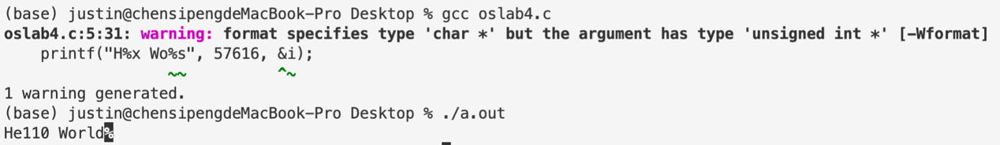 (base) justin@chensipengdeMacBook-Pro Desktop % gcc oslab4.c
oslab4.c:5:31: warning: format specifies type 'char *' but the argument has type 'unsigned int *' [-Wformat]
    printf("H%x Wo%s", 57616, &i);
                  ~~          ^~
1 warning generated.
(base) justin@chensipengdeMacBook-Pro Desktop % ./a.out
He110 World%